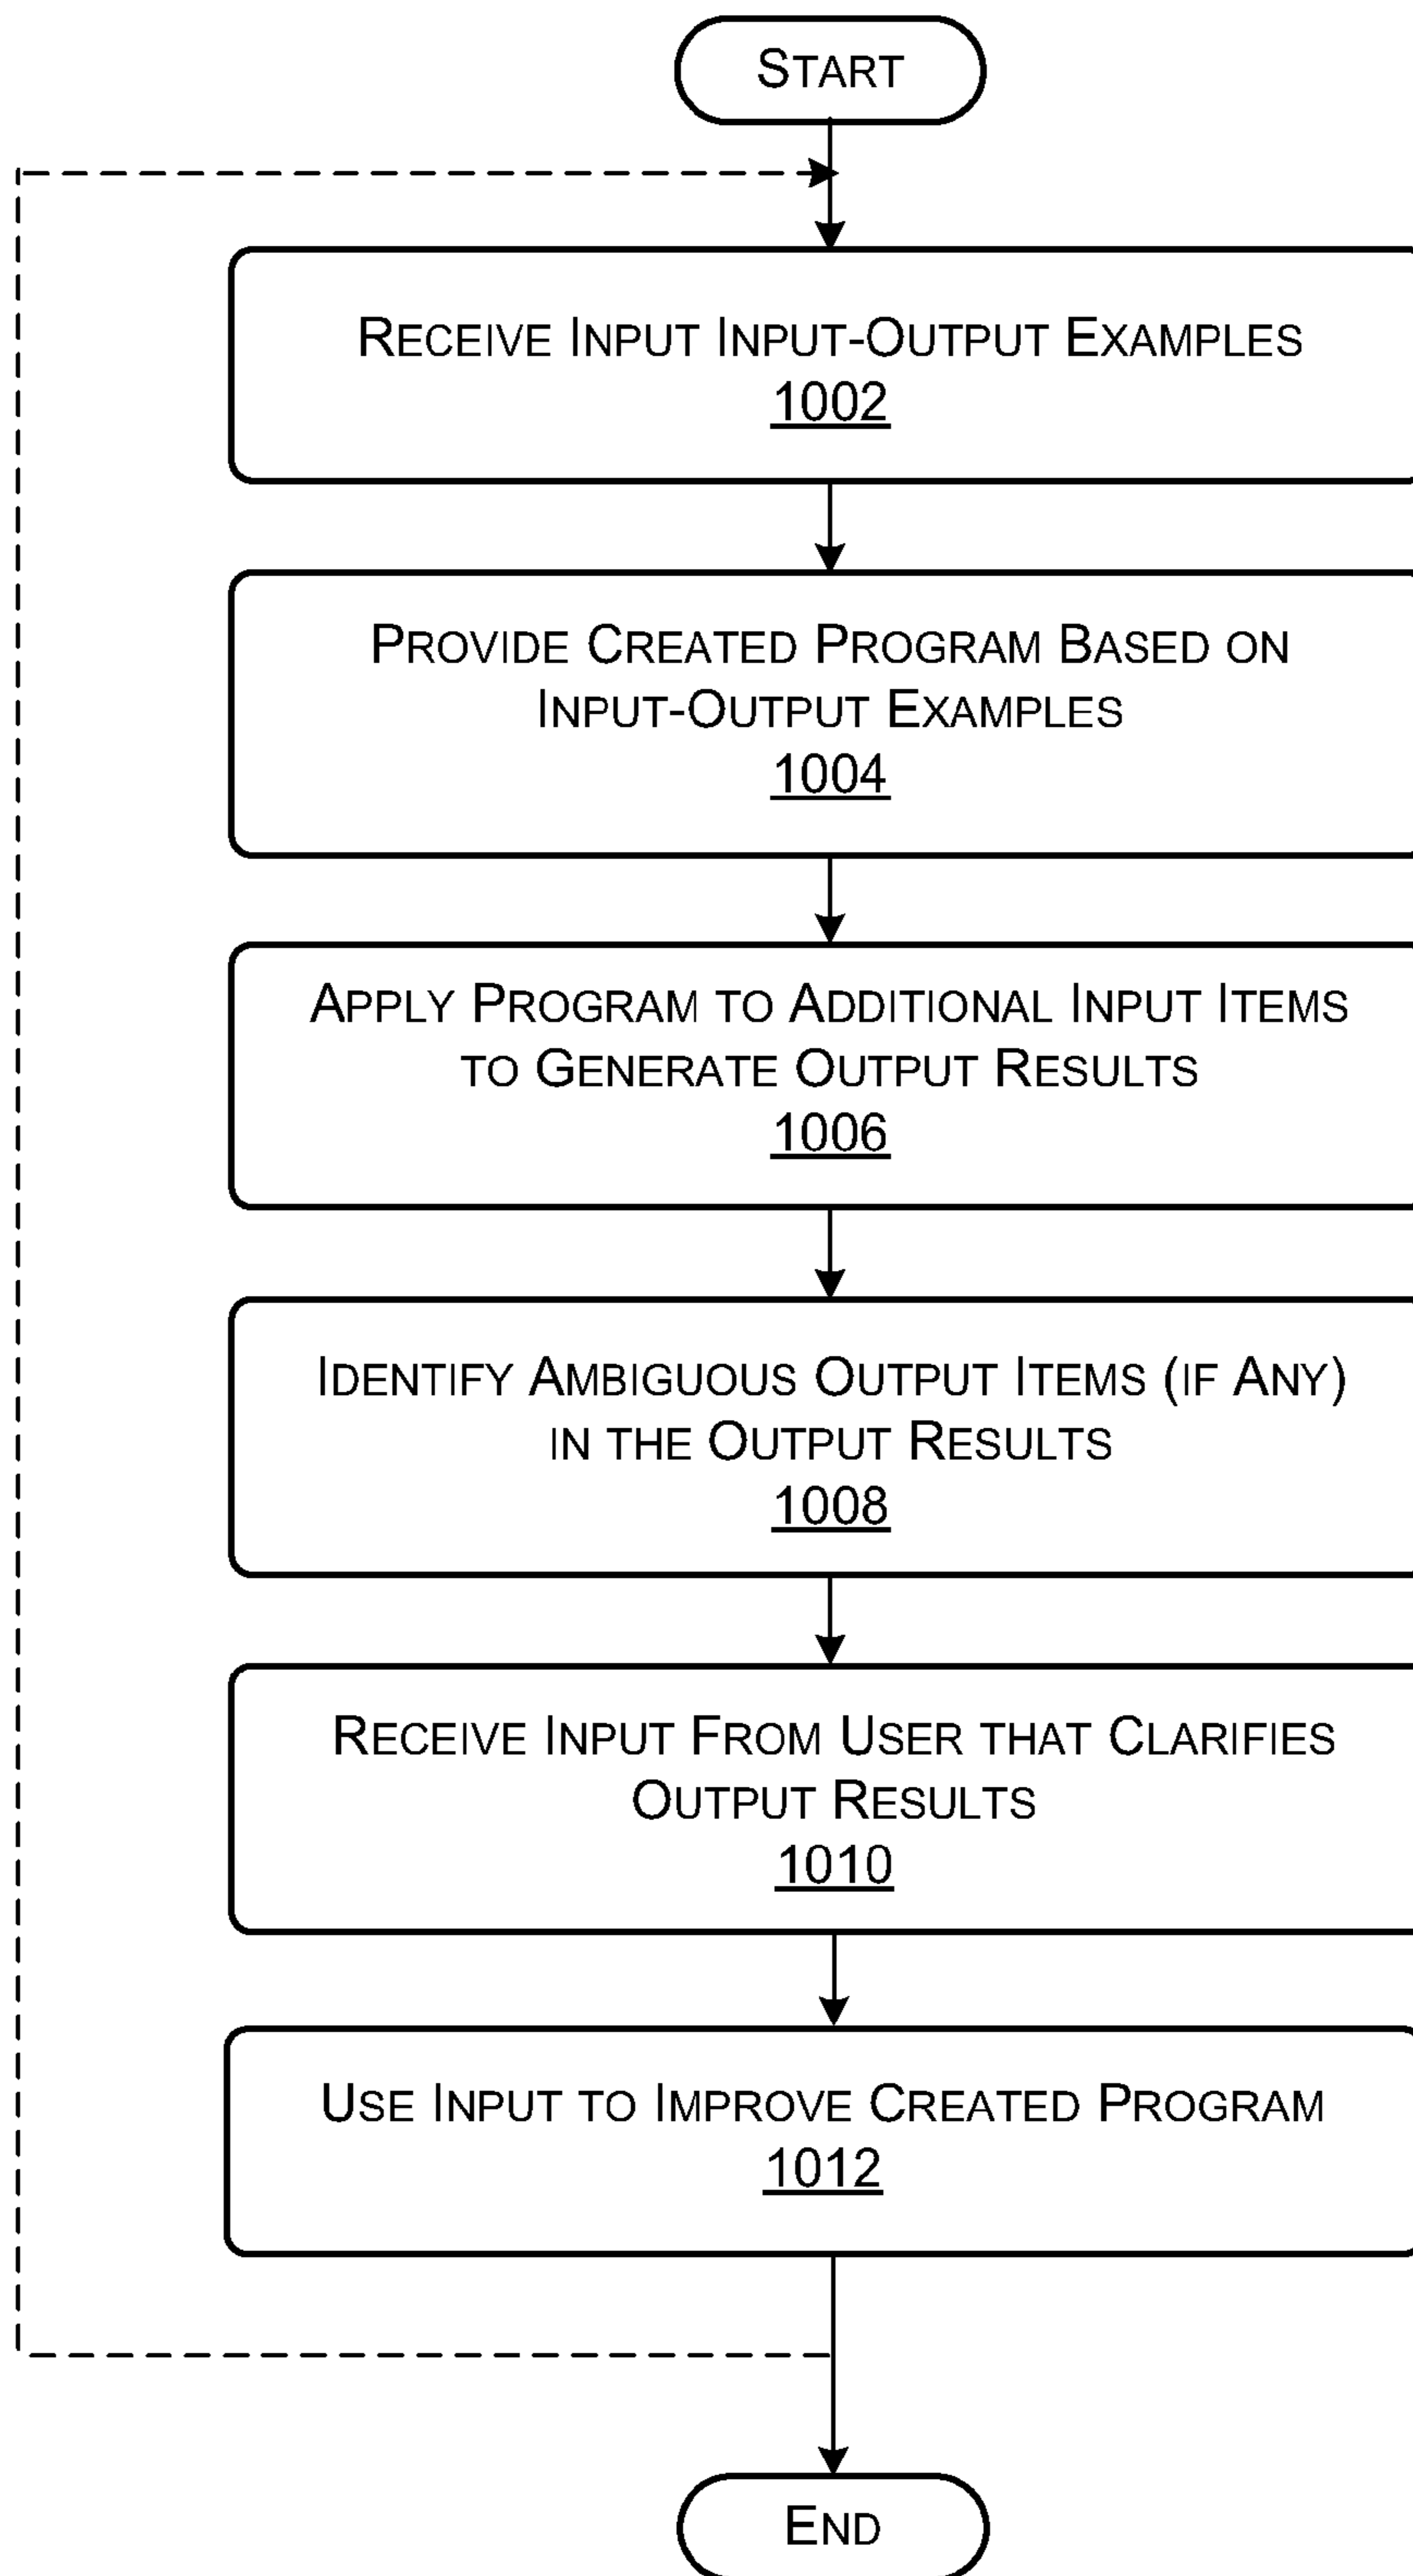 START
RECEIVE INPUT INPUT-OUTPUT EXAMPLES
1002
PROVIDE CREATED PROGRAM BASED ON
INPUT-OUTPUT EXAMPLES
1004
APPLY PROGRAM TO ADDITIONAL INPUT ITEMS
TO GENERATE OUTPUT RESULTS
1006
IDENTIFY AMBIGUOUS OUTPUT ITEMS (IF ANY)
IN THE OUTPUT RESULTS
1008
RECEIVE INPUT FROM USER THAT CLARIFIES
OUTPUT RESULTS
1010
USE INPUT TO IMPROVE CREATED PROGRAM
1012
END